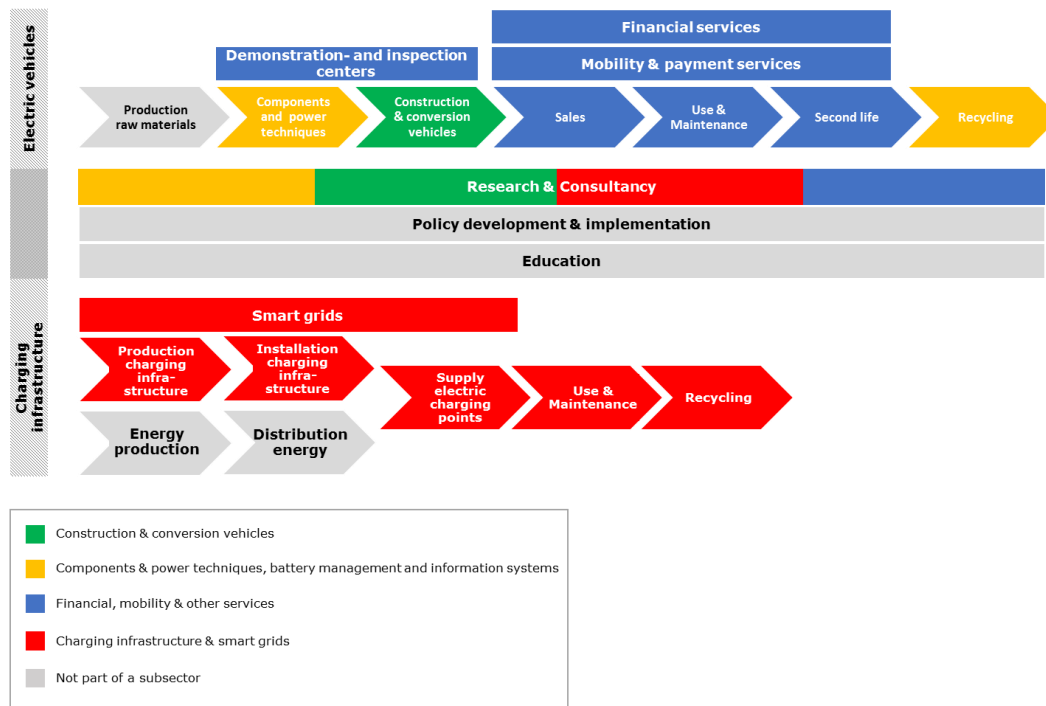 Electric vehicles
Financial services
Demonstration- and inspection
centers
Mobility & payment services
Production
raw materials
Components
and power
techniques
Construction
& conversion
vehicles
Sales
Use &
Maintenance
Second life
Recycling
Research & Consultancy
Policy development & implementation
Education
Charging
infrastructure
Smart grids
Production
charging
infra-
structure
Installation
charging
infra-
structure
Supply
electric
charging
points
Use &
Maintenance
Recycling
Energy
production
Distribution
energy
Construction & conversion vehicles
Components & power techniques, battery management and information systems
Financial, mobility & other services
Charging infrastructure & smart grids
Not part of a subsector